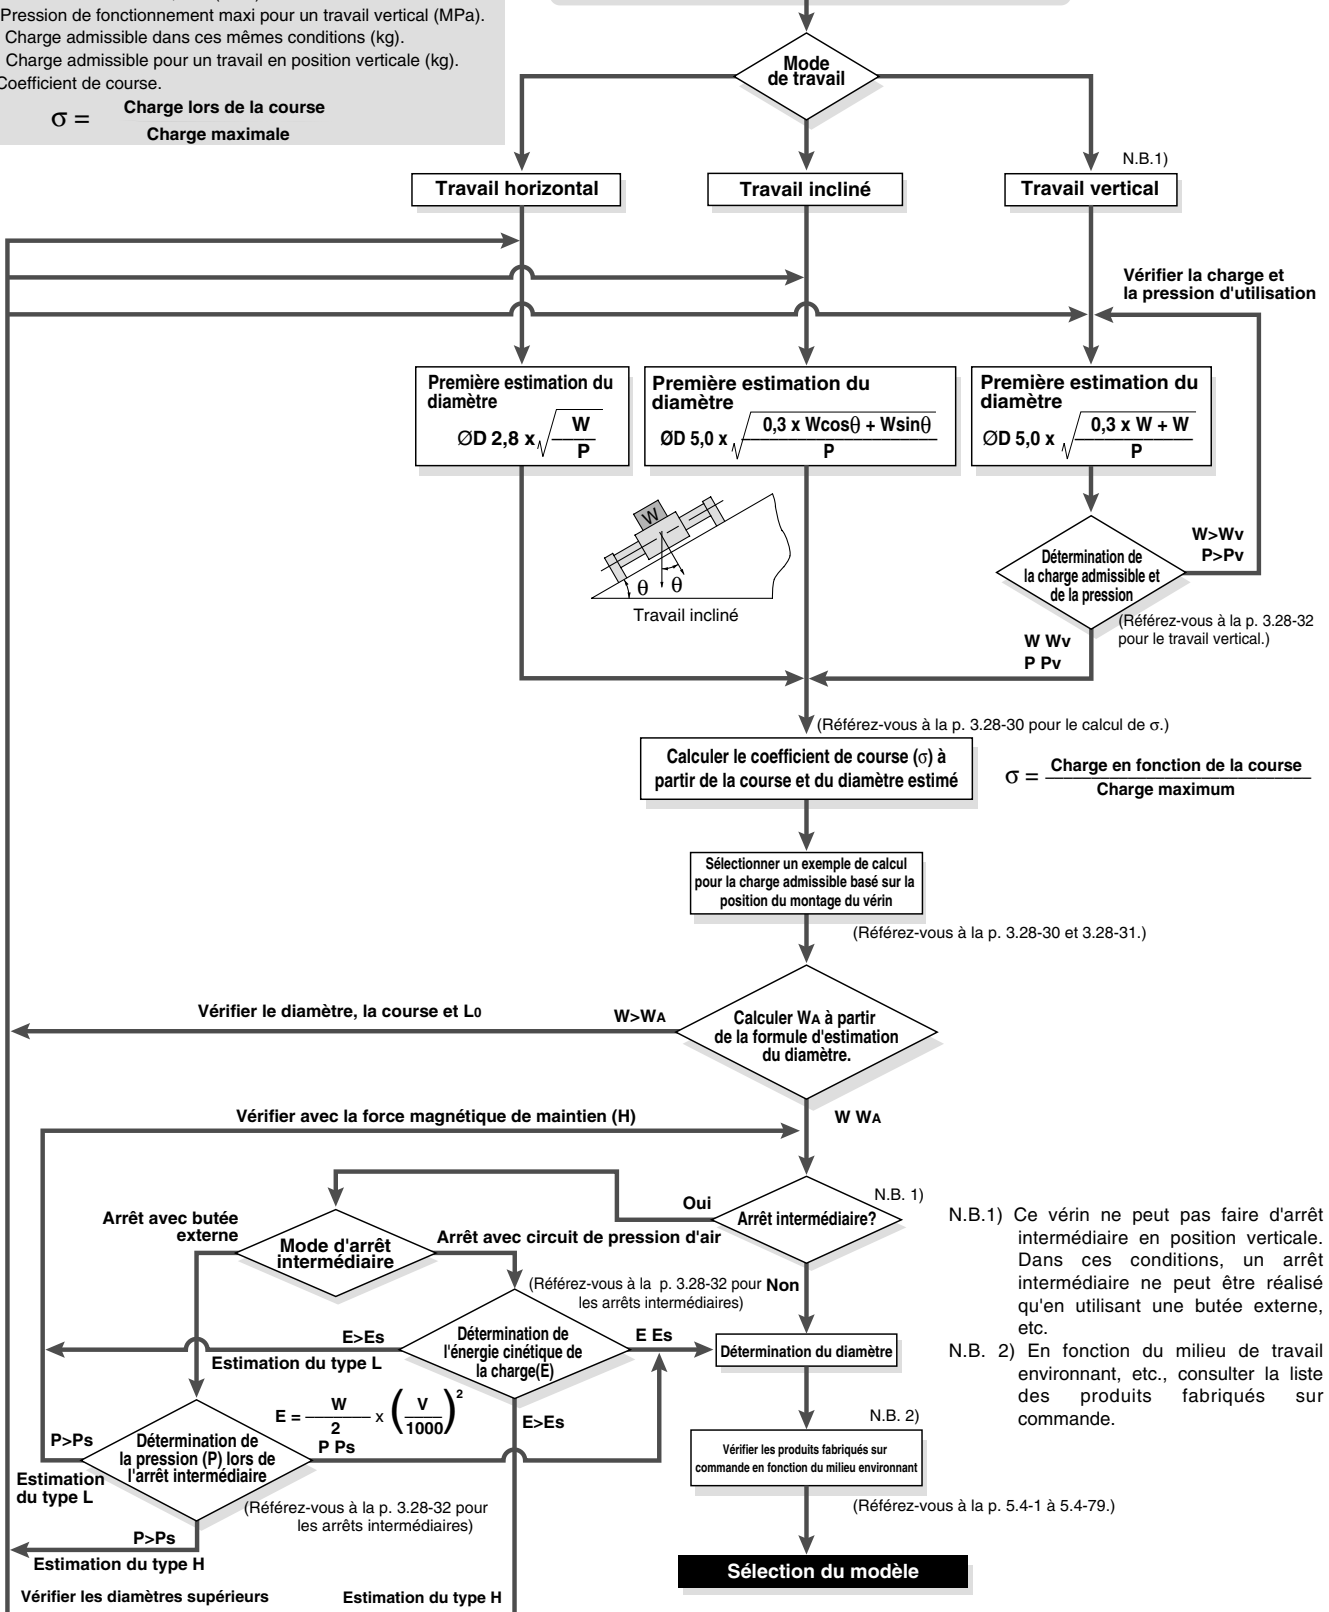 Pression de fonctionnement maxi pour un travail vertical (MPa).
Charge admissible dans ces mêmes conditions (kg).
Charge admissible pour un travail en position verticale (kg).
Coefficient de course.
σ = Charge lors de la course
Charge maximale
Mode
de travail
N.B.1)
Travail horizontal
Travail incliné
Travail vertical
Vérifier la charge et
la pression d'utilisation
Première estimation du
diamètre
ØD 2,8 x √ W
P
Première estimation du
diamètre
ØD 5,0 x √ 0,3 x Wcosθ + Wsinθ
P
Première estimation du
diamètre
ØD 5,0 x √ 0,3 x W + W
P
W
θ θ
Travail incliné
W>Wv
P>Pv
Détermination de
la charge admissible et
de la pression
(Référez-vous à la p. 3.28-32
pour le travail vertical.)
W Wv
P Pv
(Référez-vous à la p. 3.28-30 pour le calcul de σ.)
Calculer le coefficient de course (σ) à
partir de la course et du diamètre estimé
σ = Charge en fonction de la course
Charge maximum
Sélectionner un exemple de calcul
pour la charge admissible basé sur la
position du montage du vérin
(Référez-vous à la p. 3.28-30 et 3.28-31.)
Vérifier le diamètre, la course et L0
W>WA
Calculer WA à partir
de la formule d'estimation
du diamètre.
Vérifier avec la force magnétique de maintien (H)
W WA
Oui
N.B. 1)
Arrêt intermédiaire?
Arrêt avec butée
externe
Mode d'arrêt
intermédiaire
Arrêt avec circuit de pression d'air
(Référez-vous à la p. 3.28-32 pour
les arrêts intermédiaires)
Non
E>Es
Estimation du type L
Détermination de
l'énergie cinétique de
la charge(E)
E Es
Détermination du diamètre
E = W
2 x ( V
1000 )2
E>Es
N.B. 2)
P>Ps
Estimation
du type L
Détermination de
la pression (P) lors de
l'arrêt intermédiaire
P Ps
Vérifier les produits fabriqués sur
commande en fonction du milieu environnant
(Référez-vous à la p. 3.28-32 pour
les arrêts intermédiaires)
(Référez-vous à la p. 5.4-1 à 5.4-79.)
P>Ps
Estimation du type H
Sélection du modèle
Vérifier les diamètres supérieurs
Estimation du type H
N.B.1) Ce vérin ne peut pas faire d'arrêt
intermédiaire en position verticale.
Dans ces conditions, un arrêt
intermédiaire ne peut être réalisé
qu'en utilisant une butée externe,
etc.
N.B. 2) En fonction du milieu de travail
environnant, etc., consulter la liste
des produits fabriqués sur
commande.